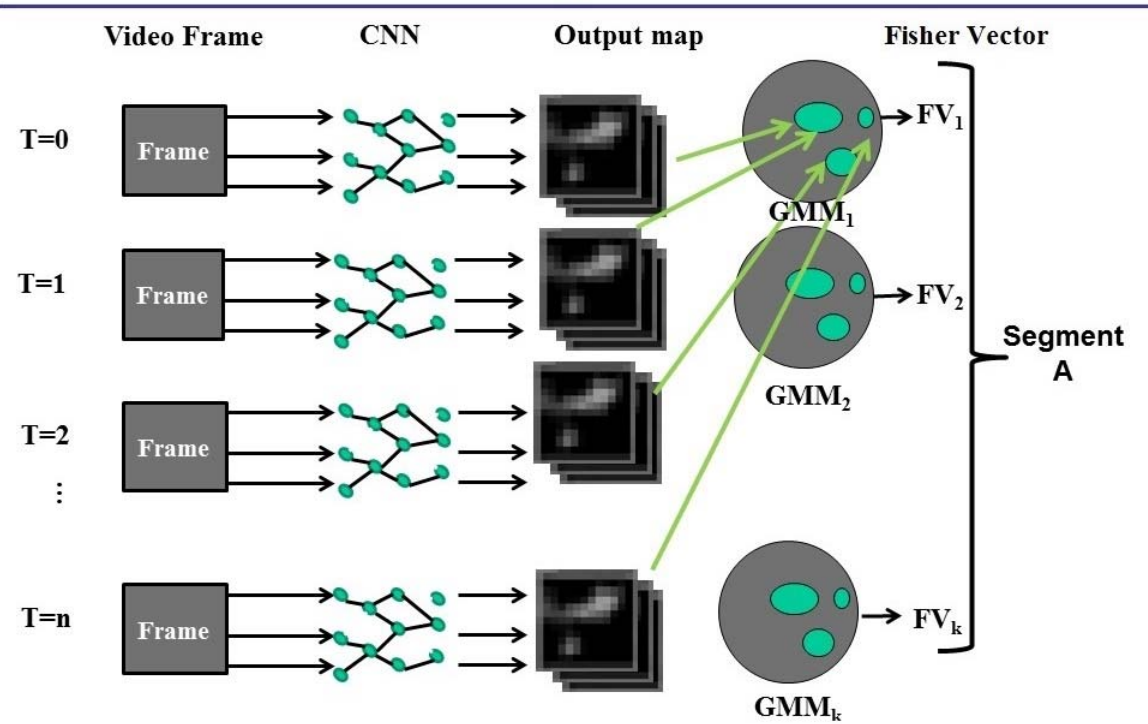 Video Frame CNN Output map Fisher Vector
T=0 Frame FV₁
GMM₁
T=1 Frame FV₂
Segment
A
GMM₂
T=2 Frame
⋮
T=n Frame FVₖ
GMMₖ